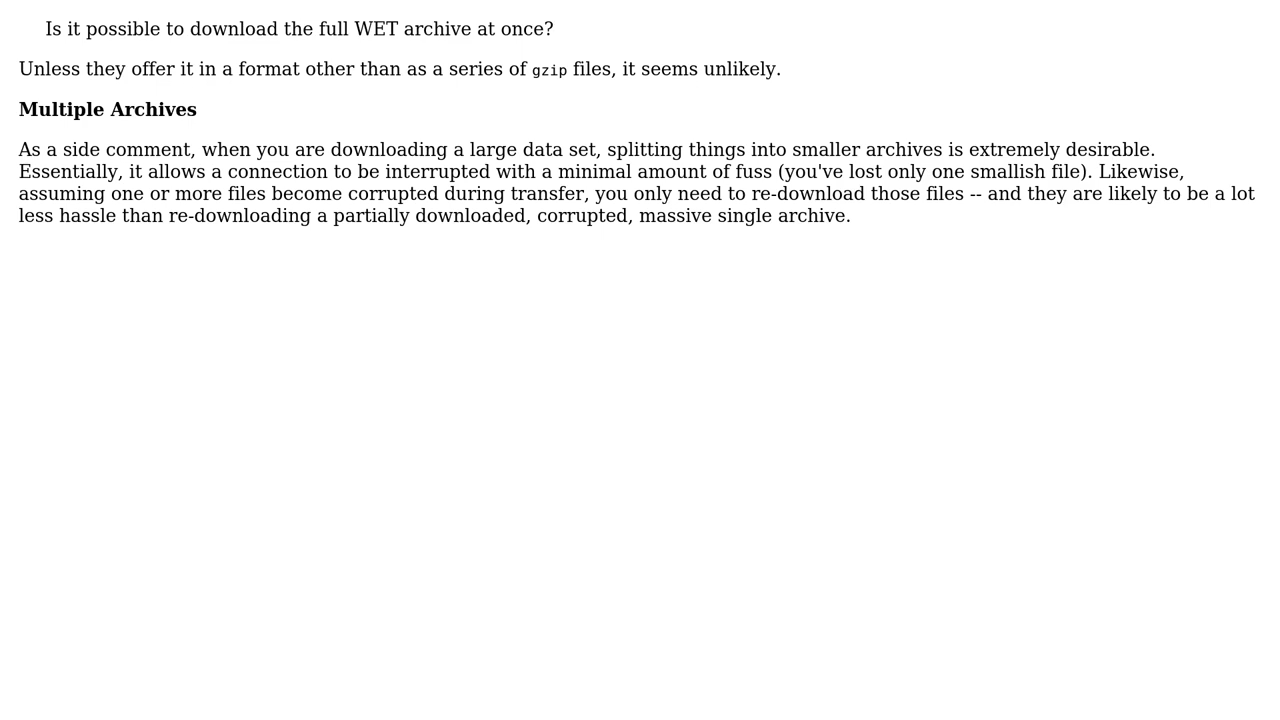 Is it possible to download the full WET archive at once?
Unless they offer it in a format other than as a series of gzip files, it seems unlikely.
Multiple Archives
As a side comment, when you are downloading a large data set, splitting things into smaller archives is extremely desirable.
Essentially, it allows a connection to be interrupted with a minimal amount of fuss (you've lost only one smallish file). Likewise,
assuming one or more files become corrupted during transfer, you only need to re-download those files -- and they are likely to be a lot
less hassle than re-downloading a partially downloaded, corrupted, massive single archive.